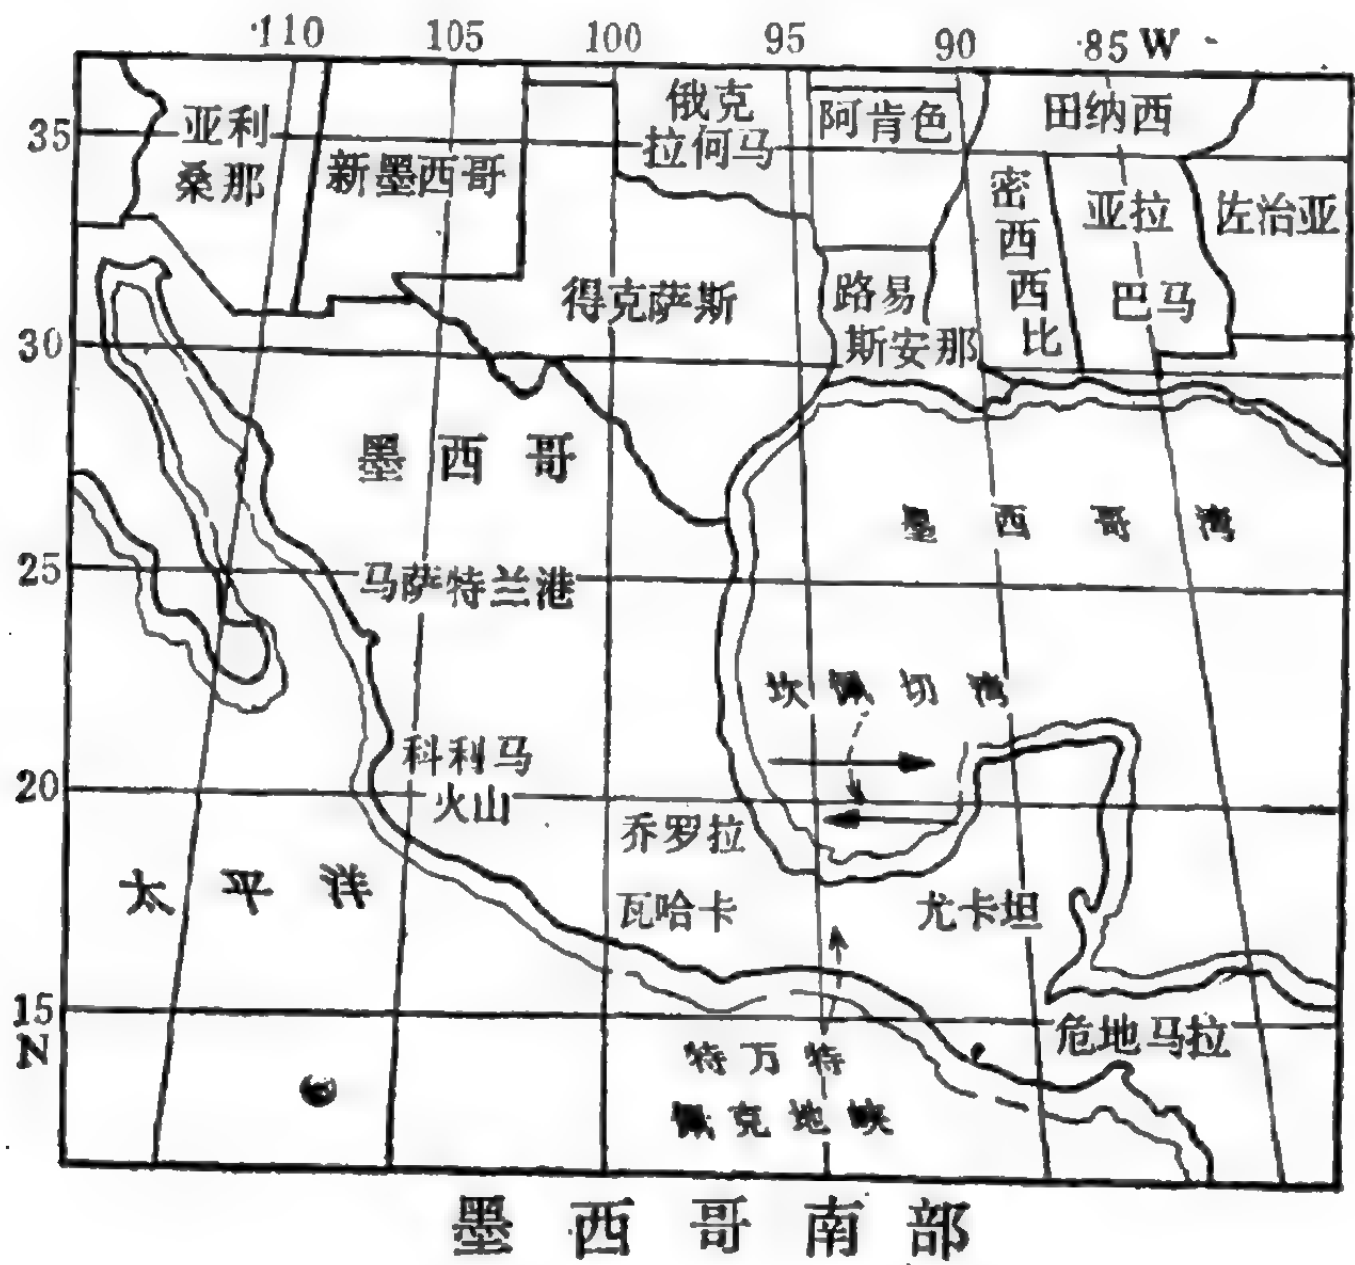 110 105 100 95 90 85 W
35
亚利
桑那
新墨西哥
俄克
拉何马
阿肯色
田纳西
密西西比
亚拉
巴马
佐治亚
得克萨斯
路易
斯安那
30
墨西哥
墨西哥湾
25
马萨特兰港
坎佩切湾
科利马
火山
20
乔罗拉
太平洋
瓦哈卡
尤卡坦
15
N
危地马拉
特万特
佩克地峡
墨西哥南部